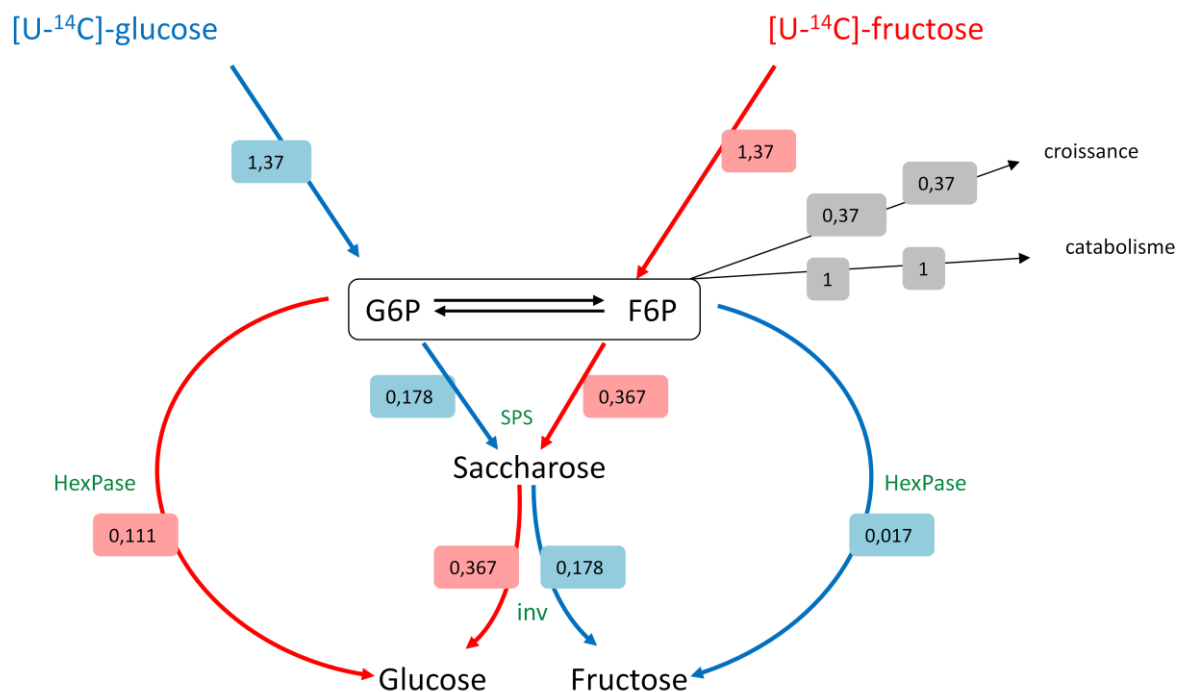 [U-¹⁴C]-glucose
[U-¹⁴C]-fructose
1,37
1,37
croissance
0,37
0,37
catabolisme
1
1
G6P
F6P
0,178
0,367
SPS
Saccharose
HexPase
HexPase
0,111
0,017
0,367
0,178
inv
Glucose
Fructose